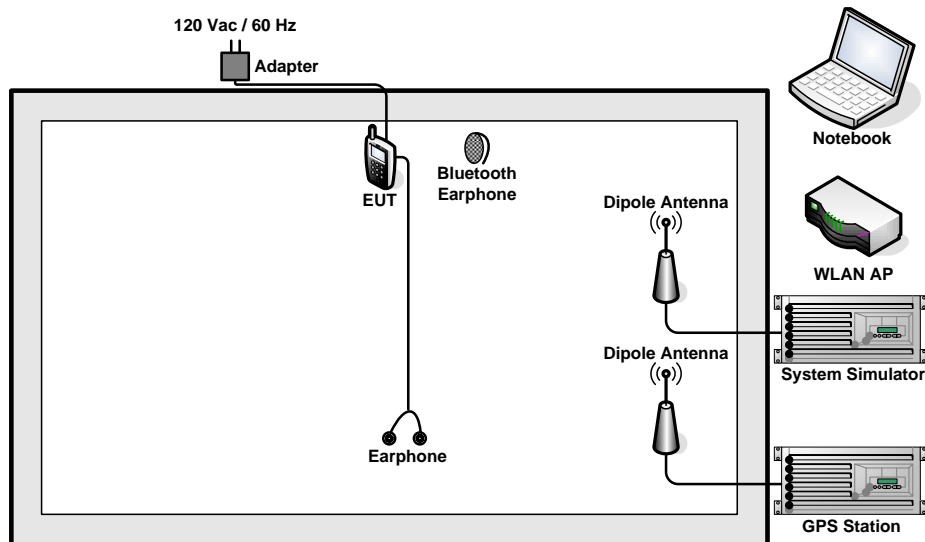 120 Vac / 60 Hz
Adapter
Notebook
EUT
Bluetooth
Earphone
Dipole Antenna
WLAN AP
System Simulator
Dipole Antenna
Earphone
GPS Station